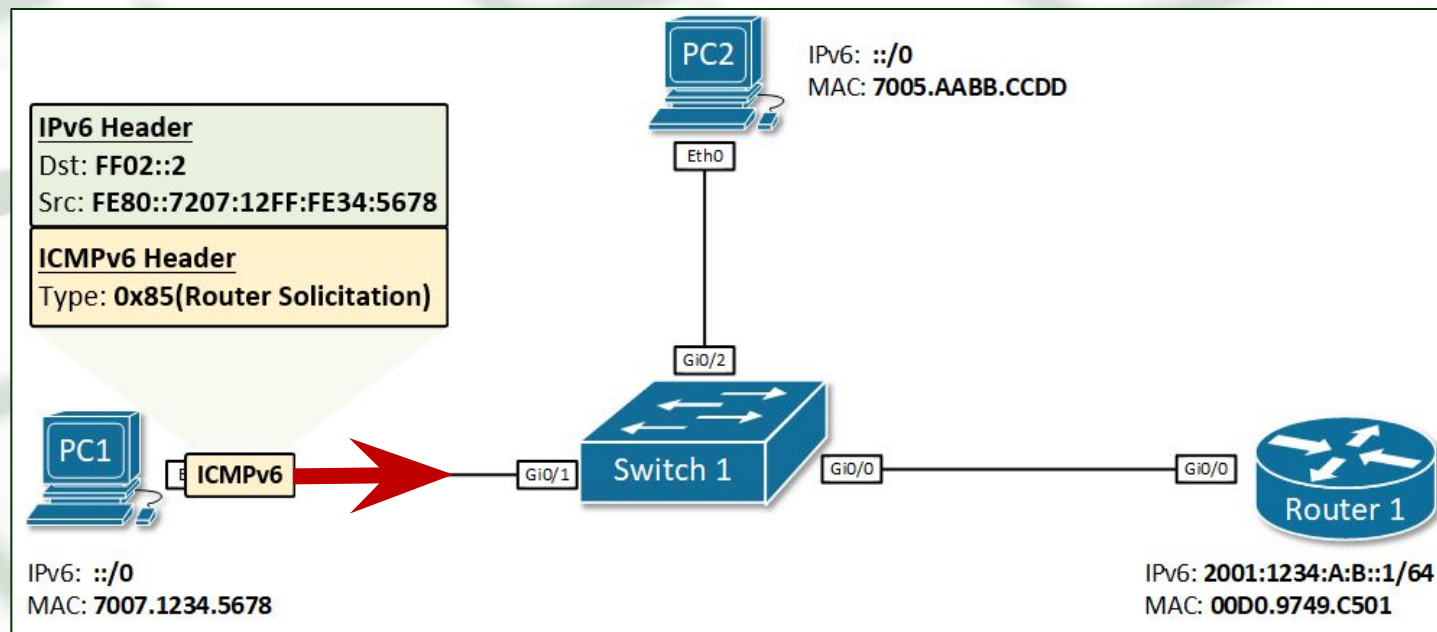 PC2
IPv6: ::/0
MAC: 7005.AABB.CCDD
Eth0
IPv6 Header
Dst: FF02::2
Src: FE80::7207:12FF:FE34:5678
ICMPv6 Header
Type: 0x85(Router Solicitation)
Gi0/2
PC1
E
ICMPv6
Gi0/1
Switch 1
Gi0/0
Gi0/0
Router 1
IPv6: ::/0
MAC: 7007.1234.5678
IPv6: 2001:1234:A:B::1/64
MAC: 00D0.9749.C501